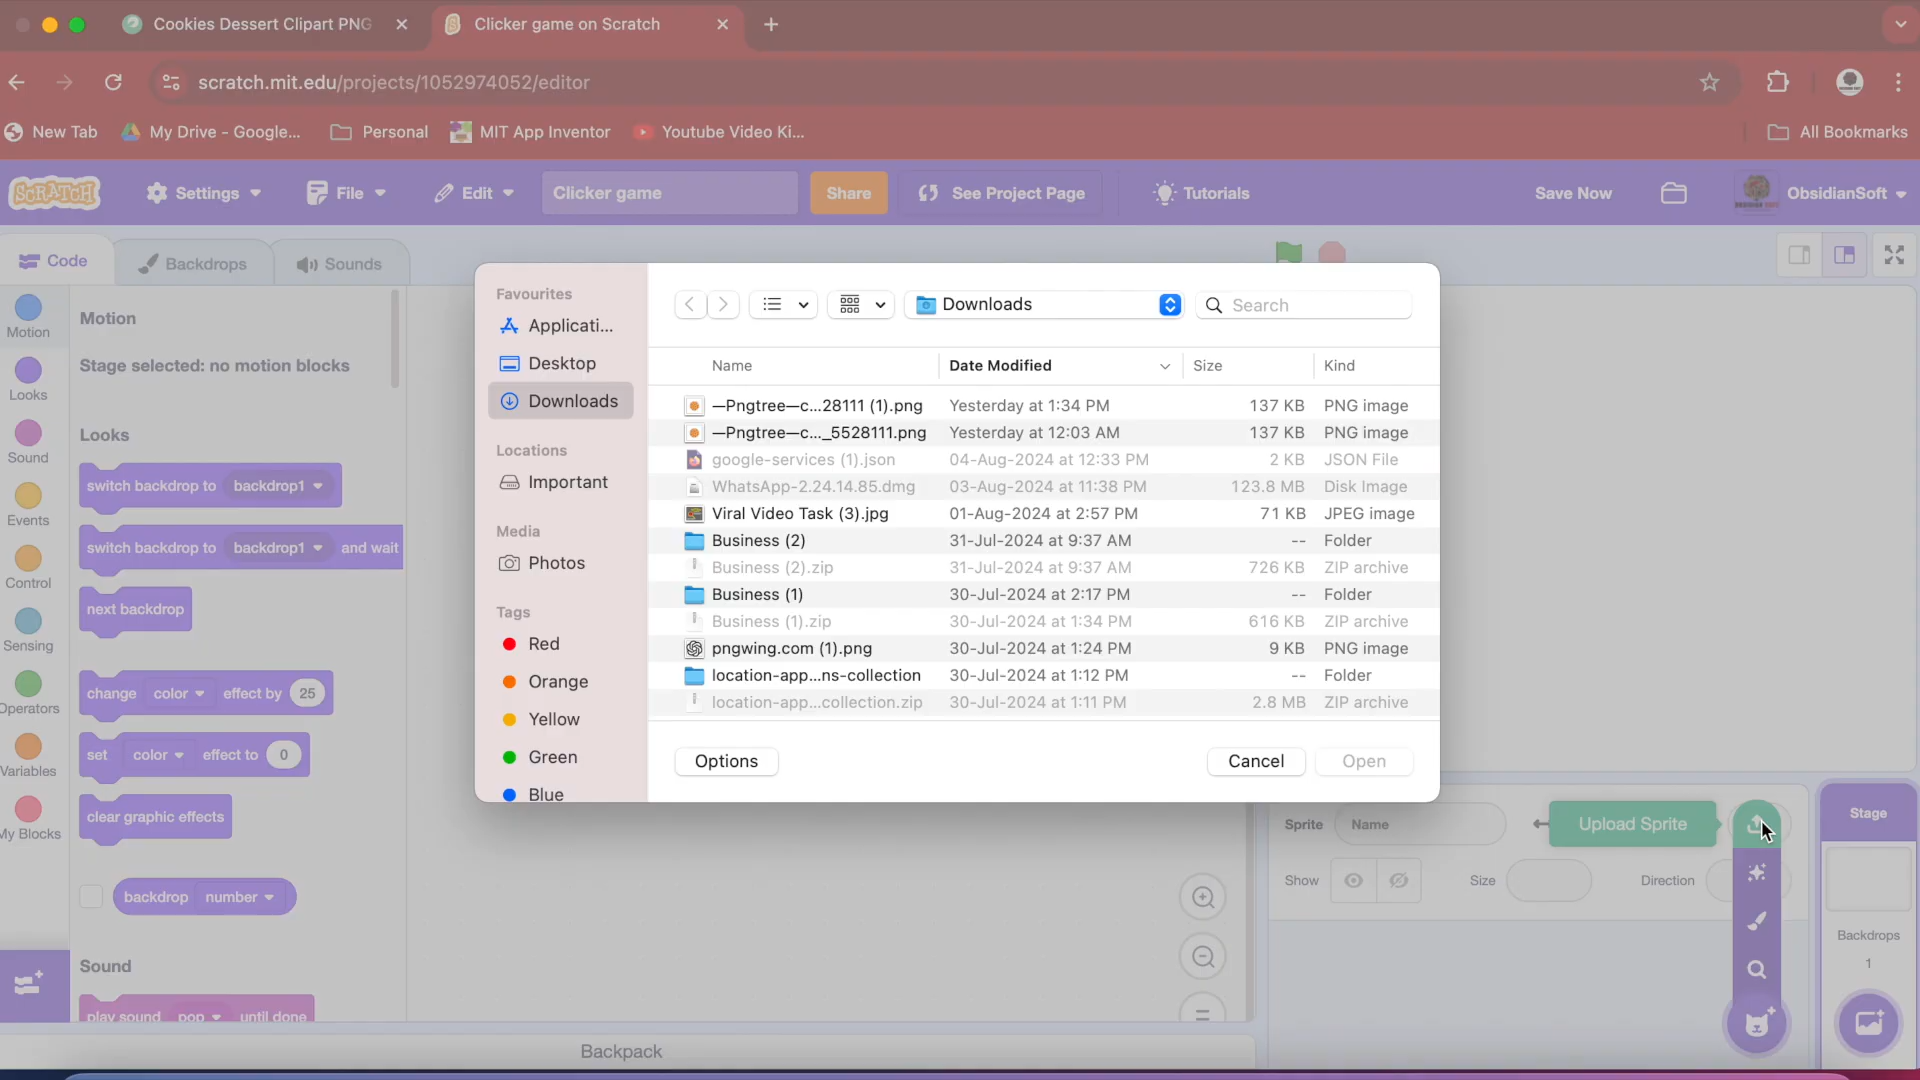 Cookies Dessert Clipart PNG
Clicker game on Scratch
scratch.mit.edu/projects/1052974052/editor
New Tab
My Drive - Google...
Personal
MIT App Inventor
Youtube Video Ki...
All Bookmarks
SCRATCH
Settings
File
Edit
Clicker game
Share
See Project Page
Tutorials
Save Now
ObsidianSoft
Code
Backdrops
Sounds
Motion
Looks
Sound
Events
Control
Sensing
Operators
Variables
My Blocks
Motion
Stage selected: no motion blocks
Looks
switch backdrop to backdrop1
switch backdrop to backdrop1 and wait
next backdrop
change color effect by 25
set color effect to 0
clear graphic effects
backdrop number
Sound
play sound pop until done
Backpack
Favourites
Applicati...
Desktop
Downloads
Locations
Important
Media
Photos
Tags
Red
Orange
Yellow
Green
Blue
Downloads
Search
Name Date Modified Size Kind
—Pngtree—c...28111 (1).png Yesterday at 1:34 PM 137 KB PNG image
—Pngtree—c..._5528111.png Yesterday at 12:03 AM 137 KB PNG image
google-services (1).json 04-Aug-2024 at 12:33 PM 2 KB JSON File
WhatsApp-2.24.14.85.dmg 03-Aug-2024 at 11:38 PM 123.8 MB Disk Image
Viral Video Task (3).jpg 01-Aug-2024 at 2:57 PM 71 KB JPEG image
Business (2) 31-Jul-2024 at 9:37 AM -- Folder
Business (2).zip 31-Jul-2024 at 9:37 AM 726 KB ZIP archive
Business (1) 30-Jul-2024 at 2:17 PM -- Folder
Business (1).zip 30-Jul-2024 at 1:34 PM 616 KB ZIP archive
pngwing.com (1).png 30-Jul-2024 at 1:24 PM 9 KB PNG image
location-app...ns-collection 30-Jul-2024 at 1:12 PM -- Folder
location-app...collection.zip 30-Jul-2024 at 1:11 PM 2.8 MB ZIP archive
Options
Cancel
Open
Sprite
Name
Upload Sprite
Show
Size
Direction
Stage
Backdrops
1